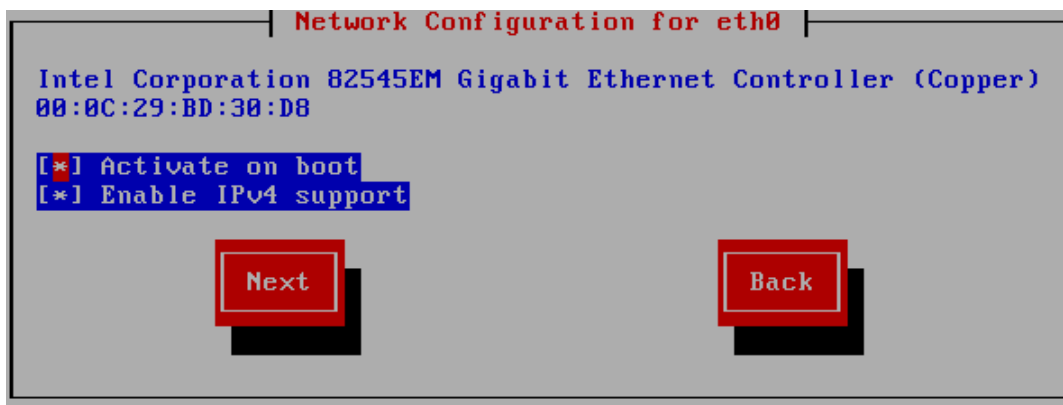 Network Configuration for eth0
Intel Corporation 82545EM Gigabit Ethernet Controller (Copper)
00:0C:29:BD:30:D8
[*] Activate on boot
[*] Enable IPv4 support
Next Back